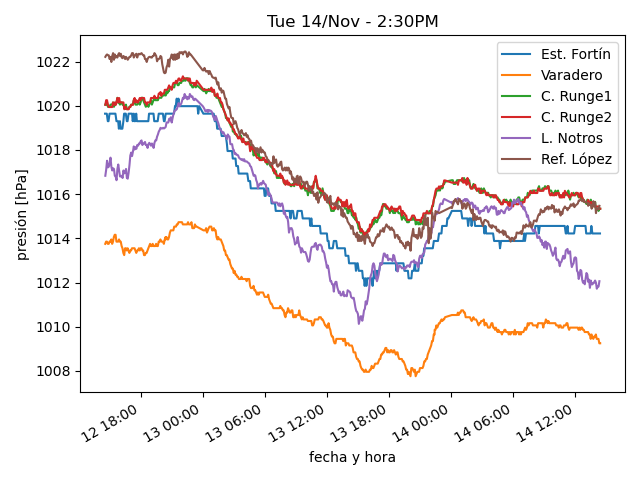 Tue 14/Nov - 2:30PM
presión [hPa]
1022
1020
1018
1016
1014
1012
1010
1008
Est. Fortín
Varadero
C. Runge1
C. Runge2
L. Notros
Ref. López
12 18:00
13 00:00
13 06:00
13 12:00
13 18:00
14 00:00
14 06:00
14 12:00
fecha y hora